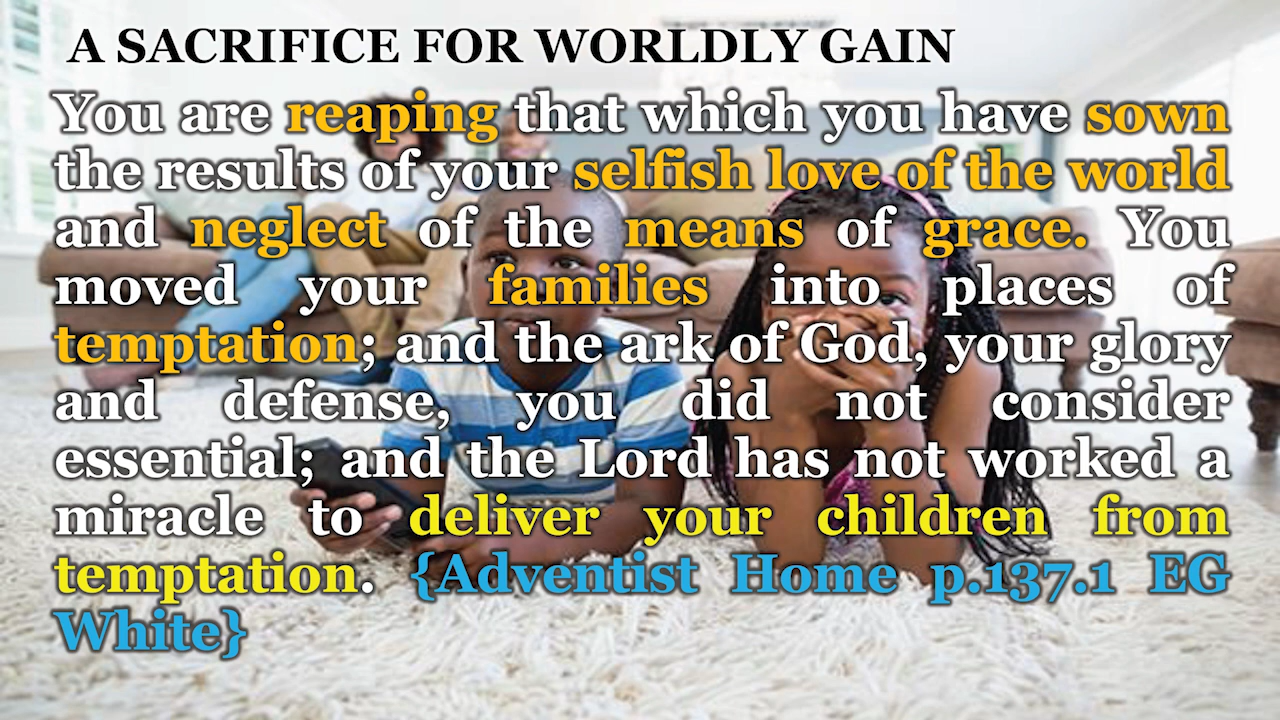 A SACRIFICE FOR WORLDLY GAIN
You are reaping that which you have sown
the results of your selfish love of the world
and neglect of the means of grace. You
moved your families into places of
temptation; and the ark of God, your glory
and defense, you did not consider
essential; and the Lord has not worked a
miracle to deliver your children from
temptation. {Adventist Home p.137.1 EG
White}